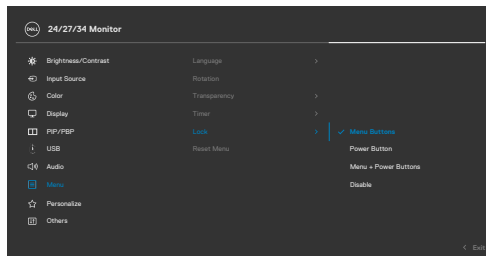 DELL 24/27/34 Monitor
Brightness/Contrast Language >
Input Source Rotation
Color Transparency >
Display Timer >
PIP/PBP Lock > ✓ Menu Buttons
USB Reset Menu Power Button
Audio Menu + Power Buttons
Menu Disable
Personalize
Others
< Exit